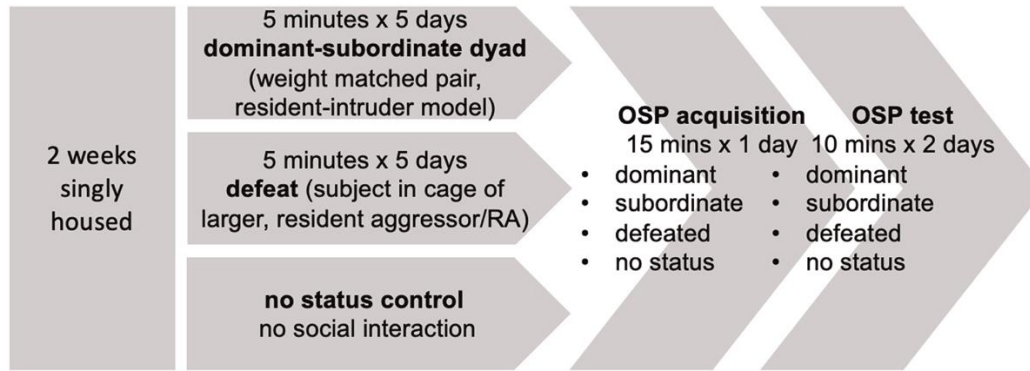 2 weeks
singly
housed
5 minutes x 5 days
dominant-subordinate dyad
(weight matched pair,
resident-intruder model)
5 minutes x 5 days
defeat (subject in cage of
larger, resident aggressor/RA)
no status control
no social interaction
OSP acquisition
15 mins x 1 day
• dominant
• subordinate
• defeated
• no status
OSP test
10 mins x 2 days
• dominant
• subordinate
• defeated
• no status